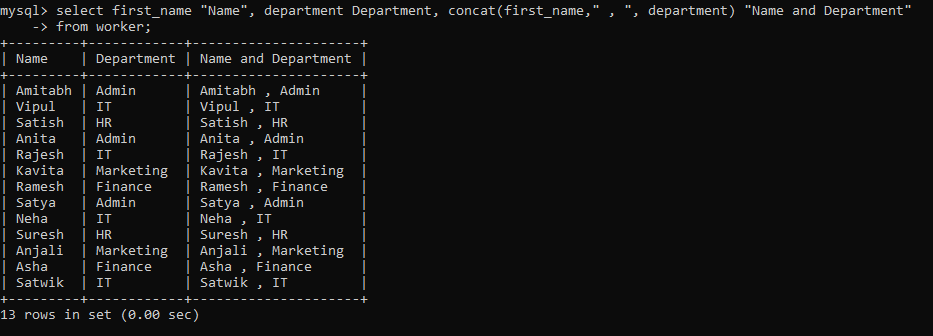 mysql> select first_name "Name", department Department, concat(first_name," , ", department) "Name and Department"
    -> from worker;
+---------+------------+---------------------+
| Name    | Department | Name and Department |
+---------+------------+---------------------+
| Amitabh | Admin      | Amitabh , Admin     |
| Vipul   | IT         | Vipul , IT          |
| Satish  | HR         | Satish , HR         |
| Anita   | Admin      | Anita , Admin       |
| Rajesh  | IT         | Rajesh , IT         |
| Kavita  | Marketing  | Kavita , Marketing  |
| Ramesh  | Finance    | Ramesh , Finance    |
| Satya   | Admin      | Satya , Admin       |
| Neha    | IT         | Neha , IT           |
| Suresh  | HR         | Suresh , HR         |
| Anjali  | Marketing  | Anjali , Marketing  |
| Asha    | Finance    | Asha , Finance      |
| Satwik  | IT         | Satwik , IT         |
+---------+------------+---------------------+
13 rows in set (0.00 sec)